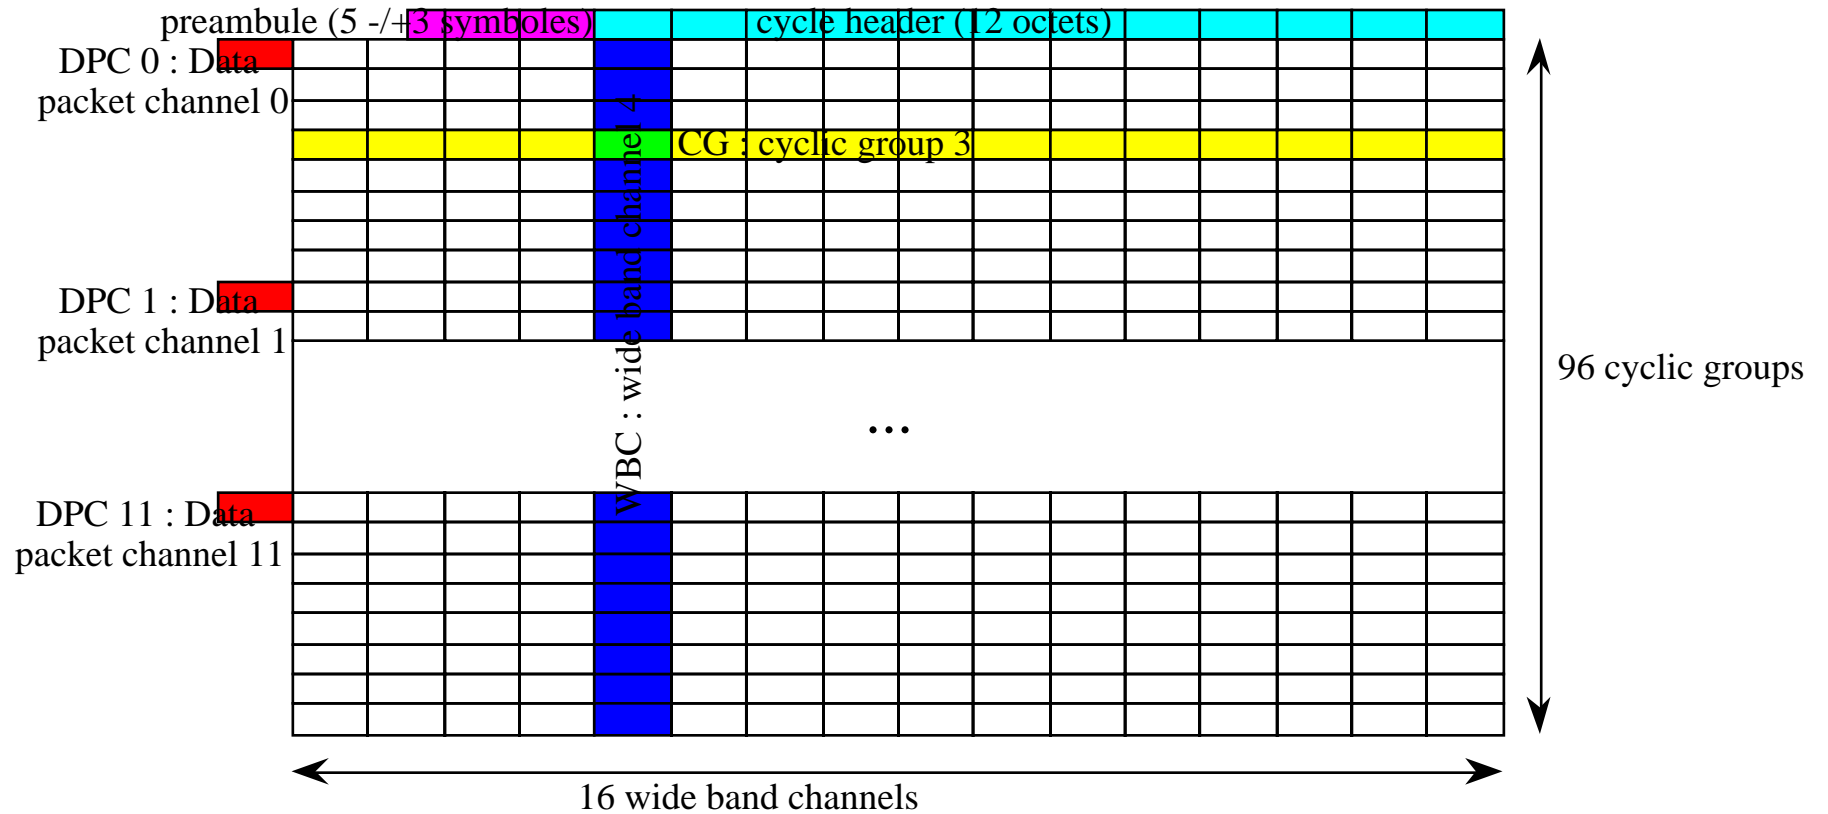 preambule (5 -/+3 symboles)
cycle header (12 octets)
DPC 0 : Data
packet channel 0
CG : cyclic group 3
WBC : wide band channel 4
DPC 1 : Data
packet channel 1
96 cyclic groups
...
DPC 11 : Data
packet channel 11
16 wide band channels